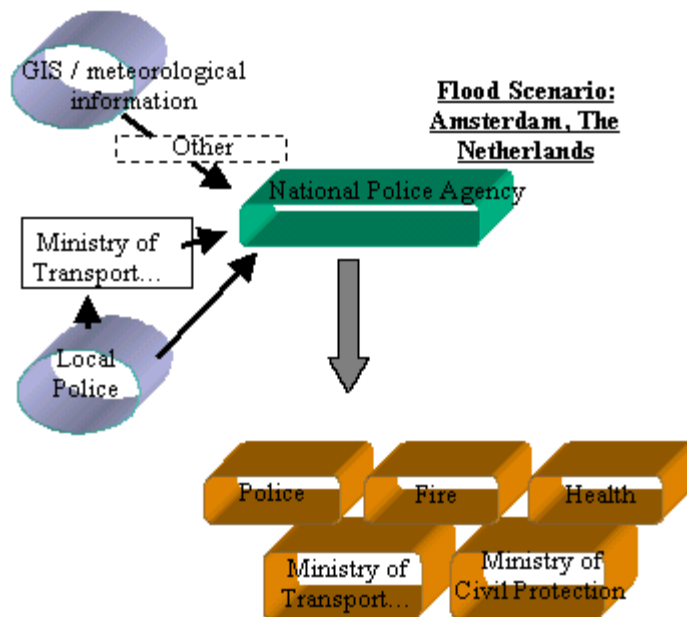 GIS / meteorological
information
Other
Flood Scenario:
Amsterdam, The
Netherlands
National Police Agency
Ministry of
Transport…
Local
Police
Police
Fire
Health
Ministry of
Transport…
Ministry of
Civil Protection